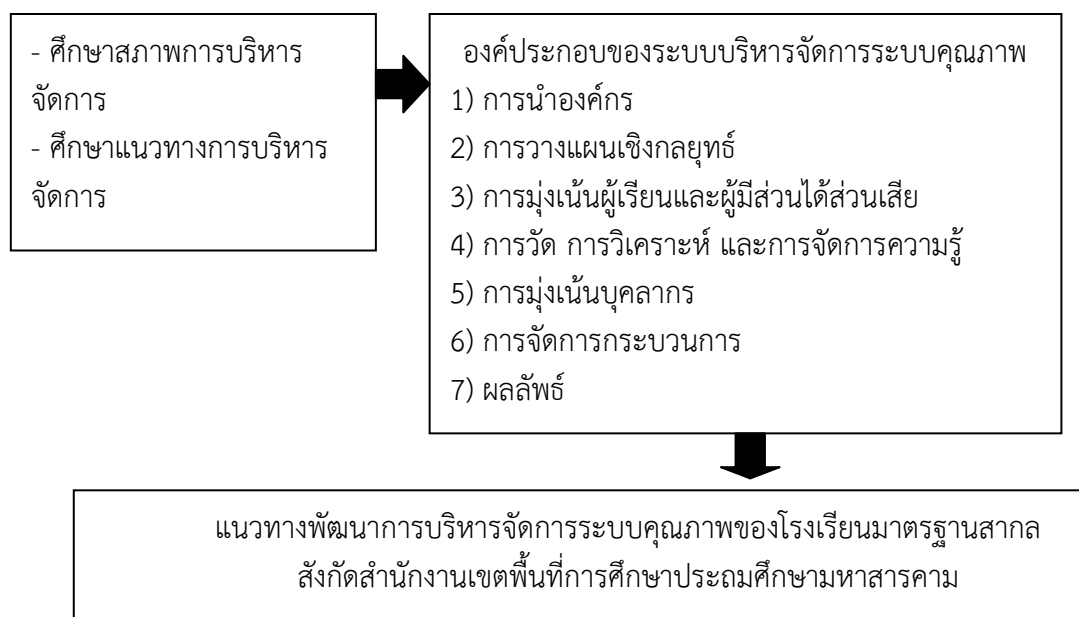 - ศึกษาสภาพการบริหาร
จัดการ
- ศึกษาแนวทางการบริหาร
จัดการ
องค์ประกอบของระบบบริหารจัดการระบบคุณภาพ
1) การนำองค์กร
2) การวางแผนเชิงกลยุทธ์
3) การมุ่งเน้นผู้เรียนและผู้มีส่วนได้ส่วนเสีย
4) การวัด การวิเคราะห์ และการจัดการความรู้
5) การมุ่งเน้นบุคลากร
6) การจัดการกระบวนการ
7) ผลลัพธ์
แนวทางพัฒนาการบริหารจัดการระบบคุณภาพของโรงเรียนมาตรฐานสากล
สังกัดสำนักงานเขตพื้นที่การศึกษาประถมศึกษามหาสารคาม